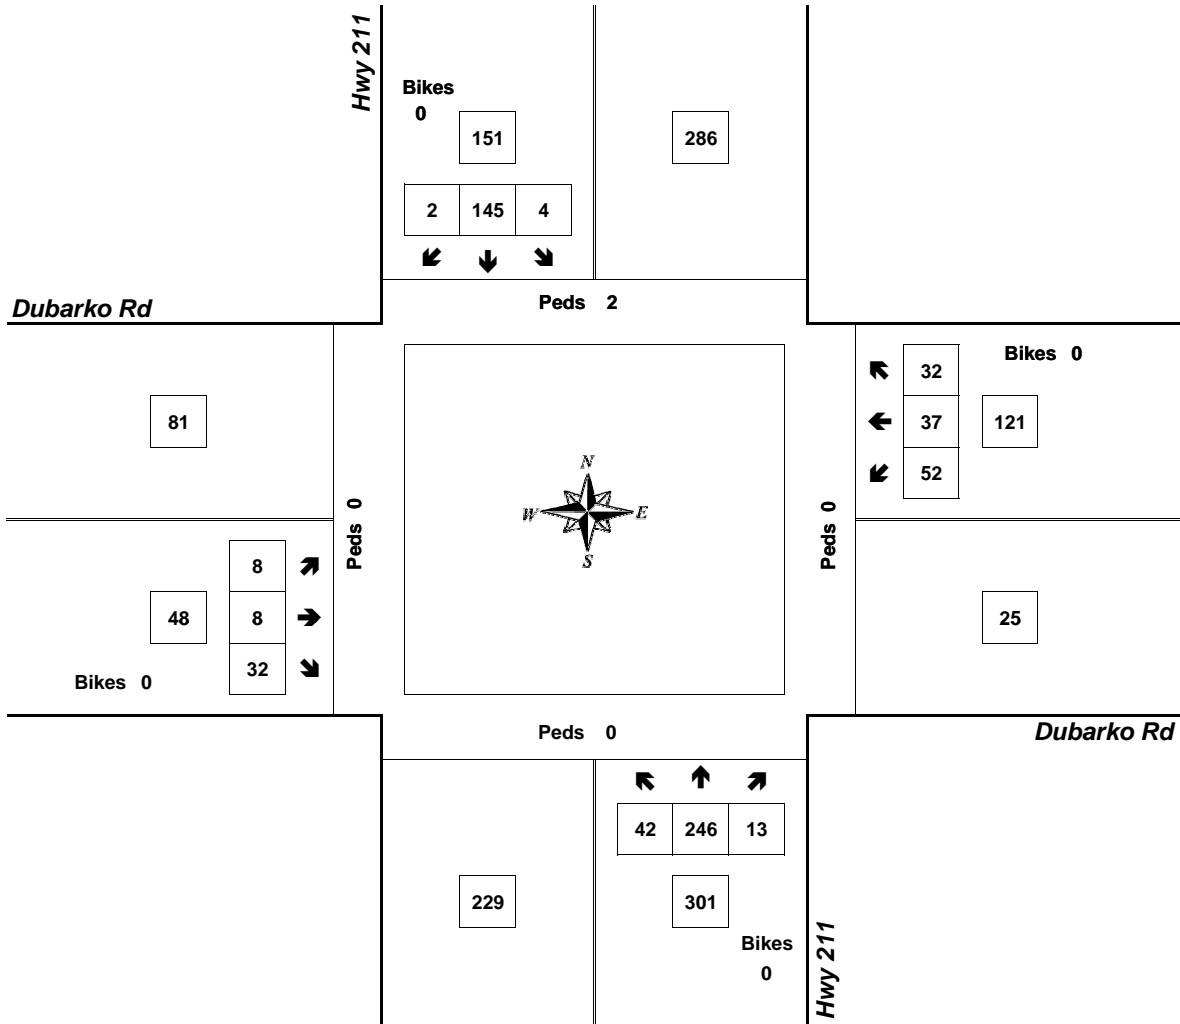 Hwy 211
Bikes
0
151
286
2 145 4
Dubarko Rd
Peds 2
Bikes 0
32
81
37 121
52
N
W E
S
Peds 0
Peds 0
8
48 8
25
32
Bikes 0
Peds 0
Dubarko Rd
42 246 13
229
301
Bikes
0
Hwy 211